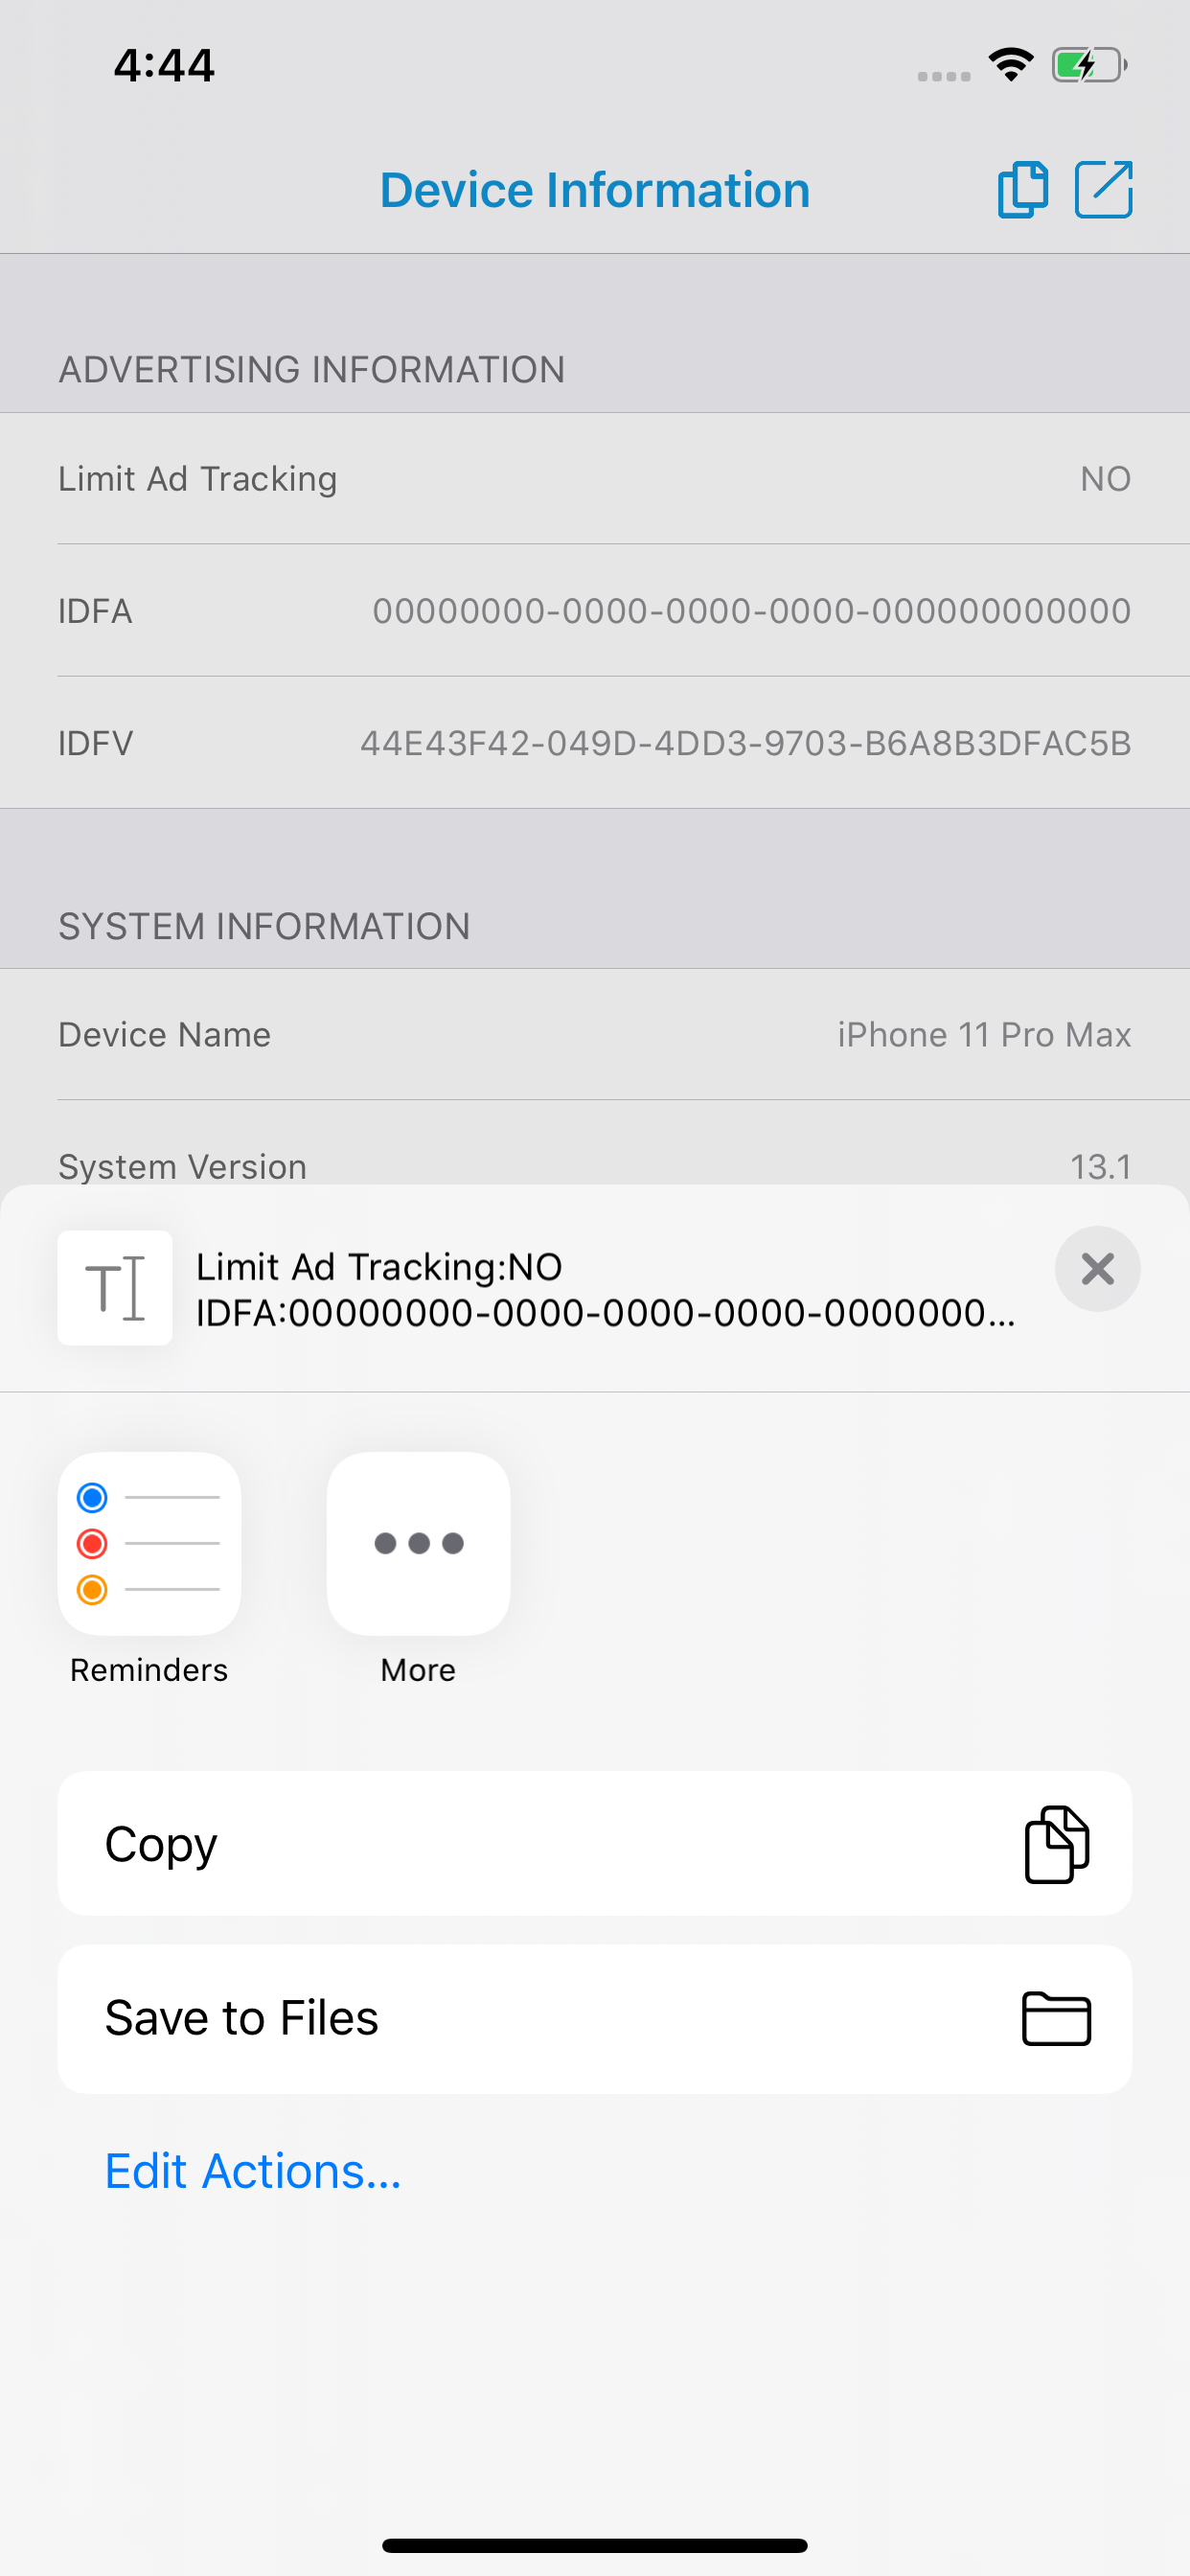 4:44
Device Information
ADVERTISING INFORMATION
Limit Ad Tracking NO
IDFA 00000000-0000-0000-0000-000000000000
IDFV 44E43F42-049D-4DD3-9703-B6A8B3DFAC5B
SYSTEM INFORMATION
Device Name iPhone 11 Pro Max
System Version 13.1
Limit Ad Tracking:NO
IDFA:00000000-0000-0000-0000-0000000...
Reminders More
Copy
Save to Files
Edit Actions...